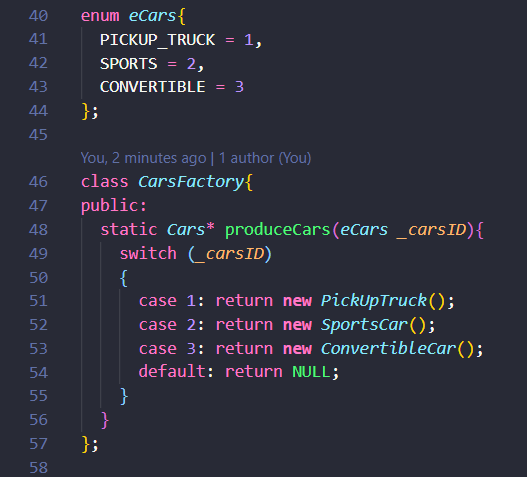 40 enum eCars{
41 PICKUP_TRUCK = 1,
42 SPORTS = 2,
43 CONVERTIBLE = 3
44 };
45
You, 2 minutes ago | 1 author (You)
46 class CarsFactory{
47 public:
48 static Cars* produceCars(eCars _carsID){
49 switch (_carsID)
50 {
51 case 1: return new PickUpTruck();
52 case 2: return new SportsCar();
53 case 3: return new ConvertibleCar();
54 default: return NULL;
55 }
56 }
57 };
58